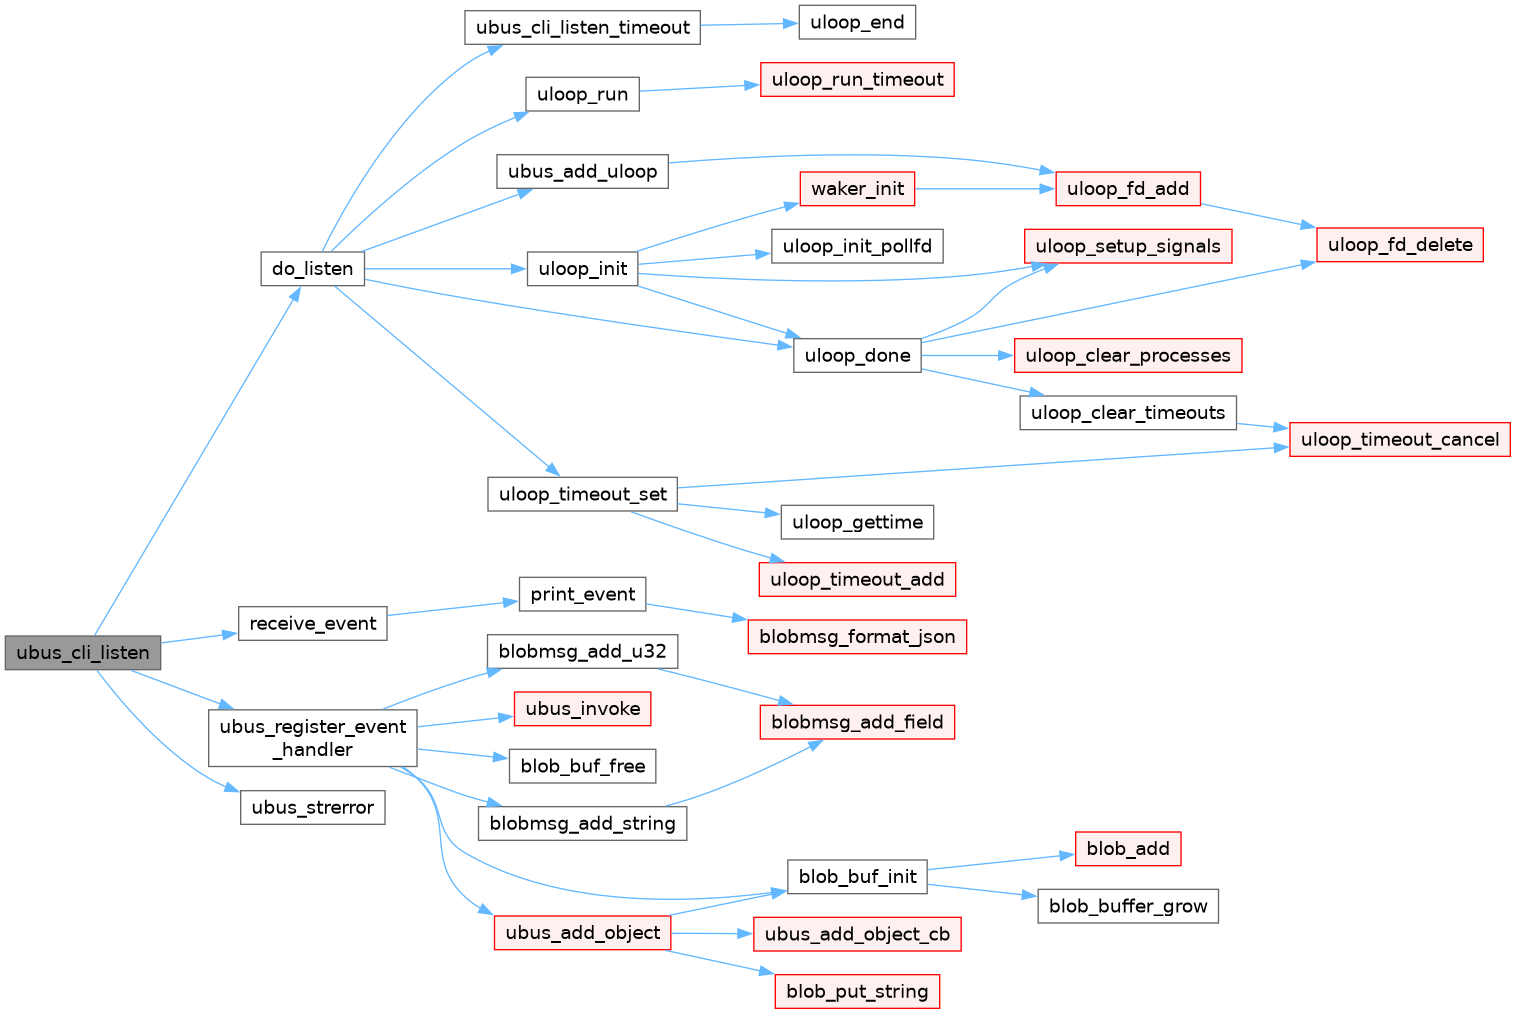 ubus_cli_listen_timeout
uloop_end
uloop_run
uloop_run_timeout
ubus_add_uloop
waker_init
uloop_fd_add
uloop_init_pollfd
uloop_setup_signals
uloop_fd_delete
do_listen
uloop_init
uloop_done
uloop_clear_processes
uloop_clear_timeouts
uloop_timeout_cancel
uloop_timeout_set
uloop_gettime
uloop_timeout_add
print_event
receive_event
blobmsg_format_json
ubus_cli_listen
blobmsg_add_u32
ubus_invoke
blobmsg_add_field
ubus_register_event
_handler
blob_buf_free
ubus_strerror
blobmsg_add_string
blob_add
blob_buf_init
blob_buffer_grow
ubus_add_object
ubus_add_object_cb
blob_put_string